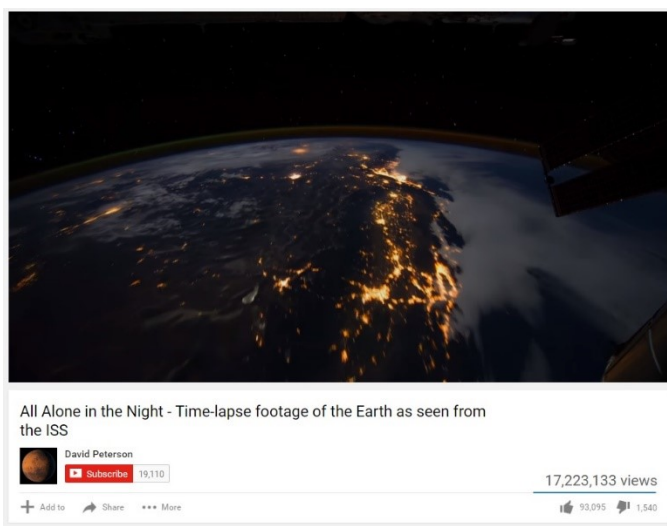 All Alone in the Night - Time-lapse footage of the Earth as seen from
the ISS
David Peterson
Subscribe 19,110
17,223,133 views
Add to Share More
93,095 1,540